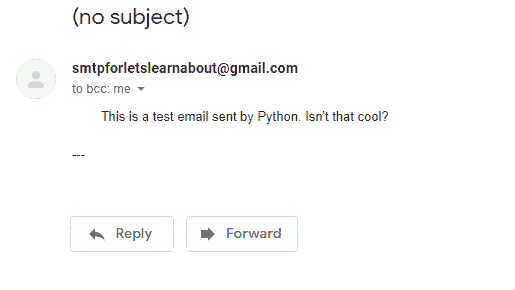 (no subject)
smtpforletslearnabout@gmail.com
to bcc: me
This is a test email sent by Python. Isn't that cool?
---
Reply Forward